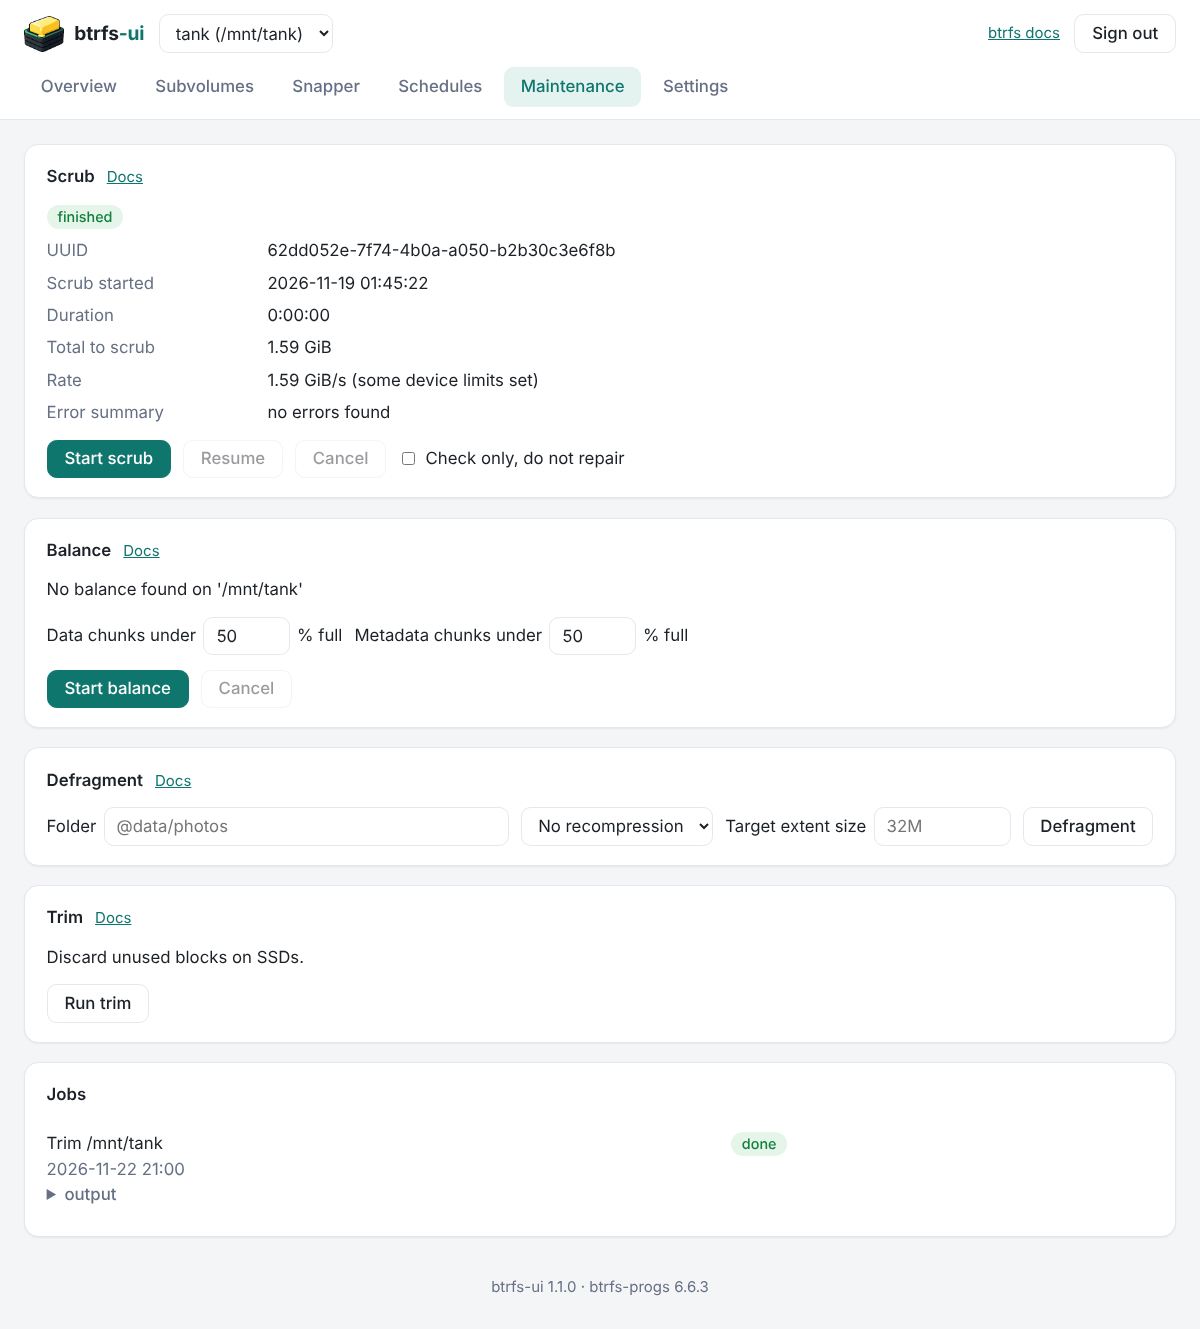 btrfs-ui tank (/mnt/tank) btrfs docs Sign out
Overview Subvolumes Snapper Schedules Maintenance Settings
Scrub Docs
finished
UUID 62dd052e-7f74-4b0a-a050-b2b30c3e6f8b
Scrub started 2026-11-19 01:45:22
Duration 0:00:00
Total to scrub 1.59 GiB
Rate 1.59 GiB/s (some device limits set)
Error summary no errors found
Start scrub Resume Cancel Check only, do not repair
Balance Docs
No balance found on '/mnt/tank'
Data chunks under 50 % full Metadata chunks under 50 % full
Start balance Cancel
Defragment Docs
Folder @data/photos No recompression Target extent size 32M Defragment
Trim Docs
Discard unused blocks on SSDs.
Run trim
Jobs
Trim /mnt/tank done
2026-11-22 21:00
output
btrfs-ui 1.1.0 · btrfs-progs 6.6.3